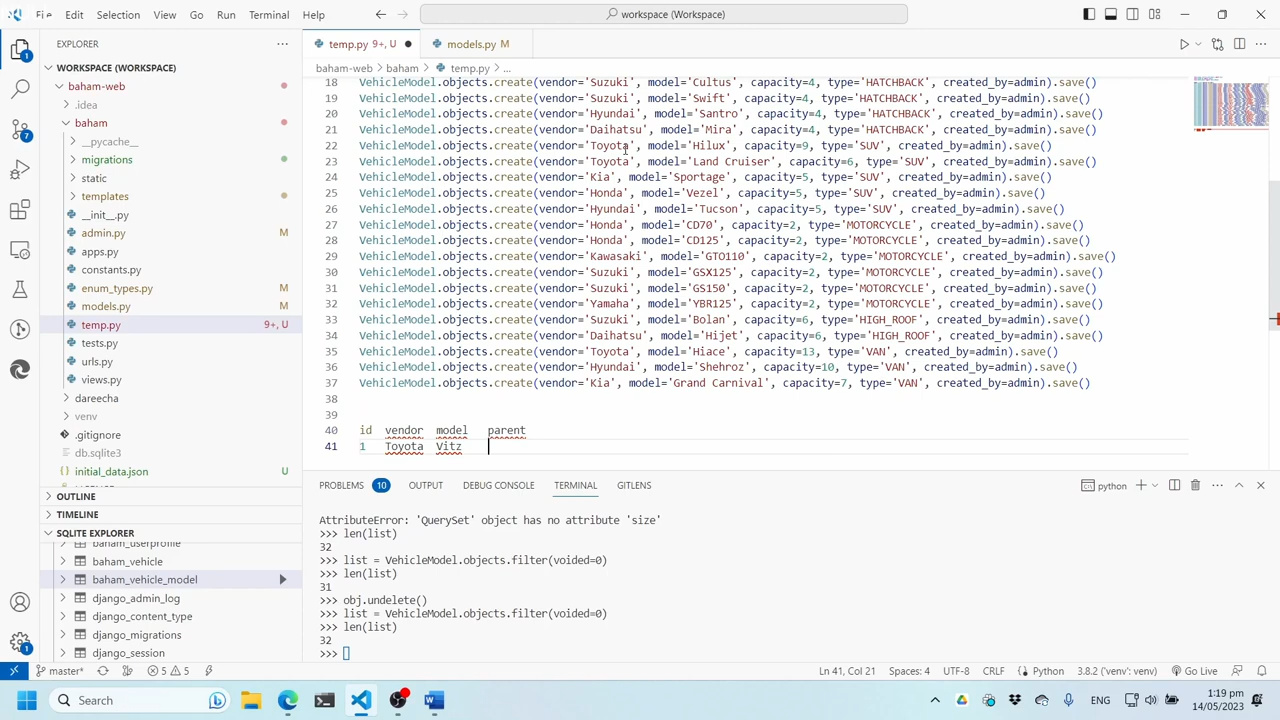 File Edit Selection View Go Run Terminal Help
workspace (Workspace)
EXPLORER
WORKSPACE (WORKSPACE)
baham-web
.idea
baham
__pycache__
migrations
static
templates
__init__.py
admin.py M
apps.py
constants.py
enum_types.py M
models.py M
temp.py 9+, U
tests.py
urls.py
views.py
dareecha
venv
.gitignore
db.sqlite3
initial_data.json U
OUTLINE
TIMELINE
SQLITE EXPLORER
baham_userprofile
baham_vehicle
baham_vehicle_model
django_admin_log
django_content_type
django_migrations
django_session
temp.py 9+, U
models.py M
baham-web > baham > temp.py > ...
18 VehicleModel.objects.create(vendor='Suzuki', model='Cultus', capacity=4, type='HATCHBACK', created_by=admin).save()
19 VehicleModel.objects.create(vendor='Suzuki', model='Swift', capacity=4, type='HATCHBACK', created_by=admin).save()
20 VehicleModel.objects.create(vendor='Hyundai', model='Santro', capacity=4, type='HATCHBACK', created_by=admin).save()
21 VehicleModel.objects.create(vendor='Daihatsu', model='Mira', capacity=4, type='HATCHBACK', created_by=admin).save()
22 VehicleModel.objects.create(vendor='Toyota', model='Hilux', capacity=9, type='SUV', created_by=admin).save()
23 VehicleModel.objects.create(vendor='Toyota', model='Land Cruiser', capacity=6, type='SUV', created_by=admin).save()
24 VehicleModel.objects.create(vendor='Kia', model='Sportage', capacity=5, type='SUV', created_by=admin).save()
25 VehicleModel.objects.create(vendor='Honda', model='Vezel', capacity=5, type='SUV', created_by=admin).save()
26 VehicleModel.objects.create(vendor='Hyundai', model='Tucson', capacity=5, type='SUV', created_by=admin).save()
27 VehicleModel.objects.create(vendor='Honda', model='CD70', capacity=2, type='MOTORCYCLE', created_by=admin).save()
28 VehicleModel.objects.create(vendor='Honda', model='CD125', capacity=2, type='MOTORCYCLE', created_by=admin).save()
29 VehicleModel.objects.create(vendor='Kawasaki', model='GTO110', capacity=2, type='MOTORCYCLE', created_by=admin).save()
30 VehicleModel.objects.create(vendor='Suzuki', model='GSX125', capacity=2, type='MOTORCYCLE', created_by=admin).save()
31 VehicleModel.objects.create(vendor='Suzuki', model='GS150', capacity=2, type='MOTORCYCLE', created_by=admin).save()
32 VehicleModel.objects.create(vendor='Yamaha', model='YBR125', capacity=2, type='MOTORCYCLE', created_by=admin).save()
33 VehicleModel.objects.create(vendor='Suzuki', model='Bolan', capacity=6, type='HIGH_ROOF', created_by=admin).save()
34 VehicleModel.objects.create(vendor='Daihatsu', model='Hijet', capacity=6, type='HIGH_ROOF', created_by=admin).save()
35 VehicleModel.objects.create(vendor='Toyota', model='Hiace', capacity=13, type='VAN', created_by=admin).save()
36 VehicleModel.objects.create(vendor='Hyundai', model='Shehroz', capacity=10, type='VAN', created_by=admin).save()
37 VehicleModel.objects.create(vendor='Kia', model='Grand Carnival', capacity=7, type='VAN', created_by=admin).save()
38
39
40 id vendor model parent
41 1 Toyota Vitz
PROBLEMS 10 OUTPUT DEBUG CONSOLE TERMINAL GITLENS
python
AttributeError: 'QuerySet' object has no attribute 'size'
>>> len(list)
32
>>> list = VehicleModel.objects.filter(voided=0)
>>> len(list)
31
>>> obj.undelete()
>>> list = VehicleModel.objects.filter(voided=0)
>>> len(list)
32
>>>
master* 5 5
Ln 41, Col 21 Spaces: 4 UTF-8 CRLF Python 3.8.2 ('venv': venv) Go Live
Search
ENG
1:19 pm
14/05/2023